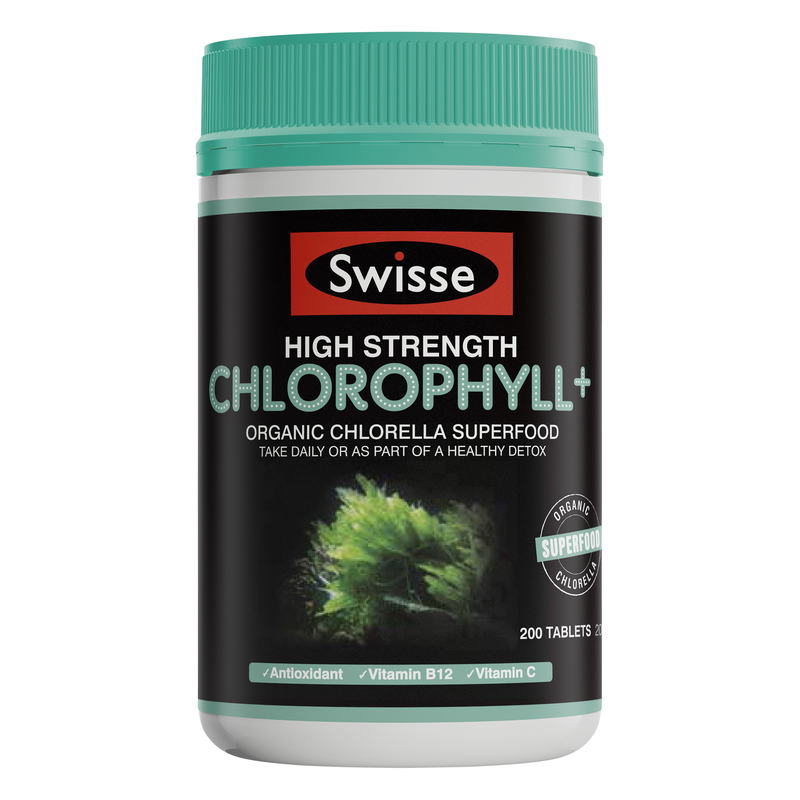 Swisse
HIGH STRENGTH
CHLOROPHYLL+
ORGANIC CHLORELLA SUPERFOOD
TAKE DAILY OR AS PART OF A HEALTHY DETOX
ORGANIC
SUPERFOOD
CHLORELLA
200 TABLETS 20
✓Antioxidant ✓Vitamin B12 ✓Vitamin C